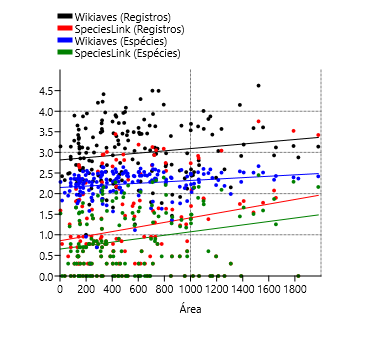 Wikiaves (Registros)
SpeciesLink (Registros)
Wikiaves (Espécies)
SpeciesLink (Espécies)
4.5
4.0
3.5
3.0
2.5
2.0
1.5
1.0
0.5
0.0
0 200 400 600 800 1000 1200 1400 1600 1800
Área